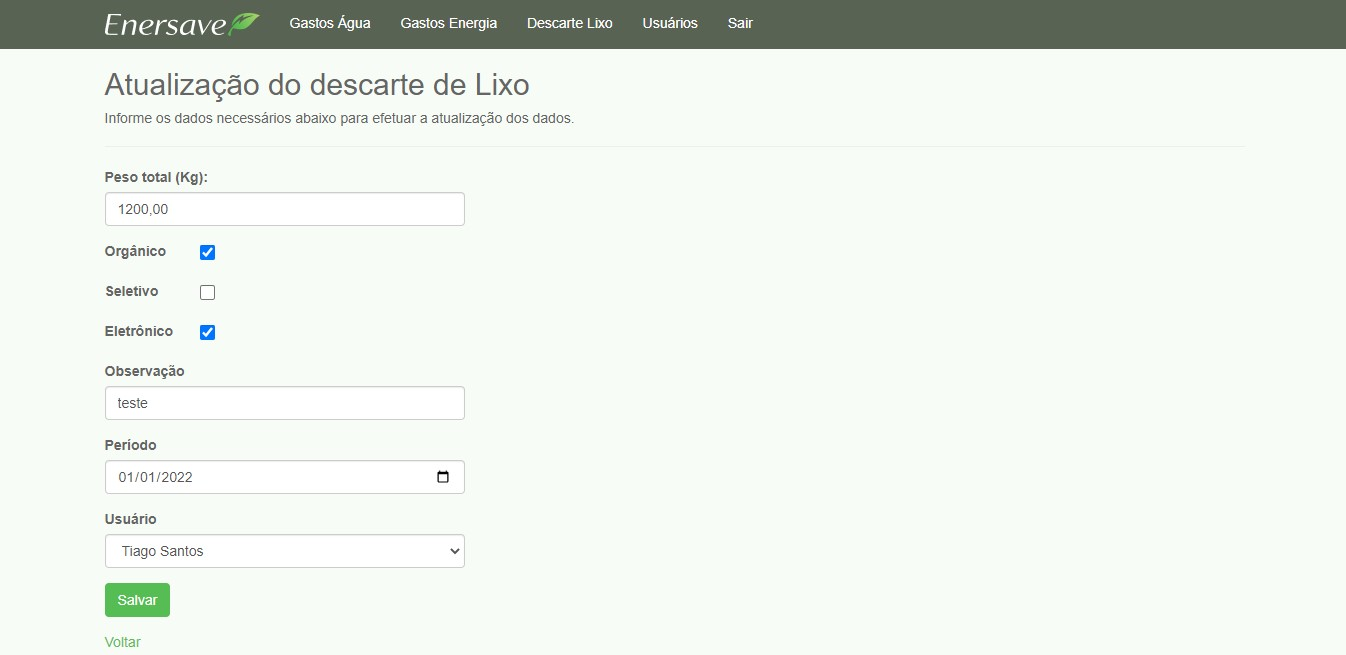 Enersave Gastos Água Gastos Energia Descarte Lixo Usuários Sair
Atualização do descarte de Lixo
Informe os dados necessários abaixo para efetuar a atualização dos dados.
Peso total (Kg):
1200,00
Orgânico
Seletivo
Eletrônico
Observação
teste
Período
01/01/2022
Usuário
Tiago Santos
Salvar
Voltar